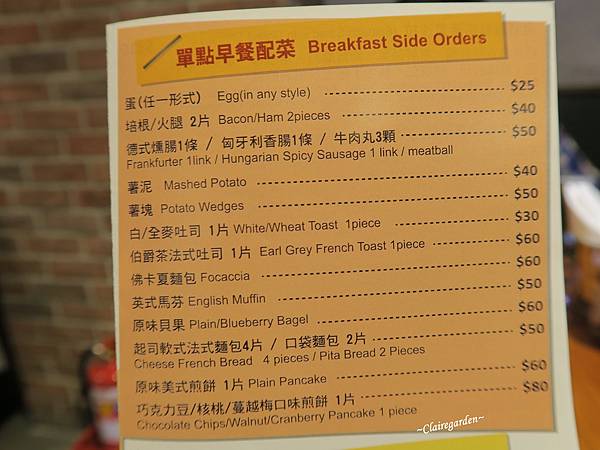 單點早餐配菜 Breakfast Side Orders
蛋(任一形式) Egg(in any style) $25
培根/火腿 2片 Bacon/Ham 2pieces $40
德式燻腸1條 / 匈牙利香腸1條 / 牛肉丸3顆 $50
Frankfurter 1link / Hungarian Spicy Sausage 1 link / meatball
薯泥 Mashed Potato $40
薯塊 Potato Wedges $50
白/全麥吐司 1片 White/Wheat Toast 1piece $30
伯爵茶法式吐司 1片 Earl Grey French Toast 1piece $60
佛卡夏麵包 Focaccia $60
英式馬芬 English Muffin $50
原味貝果 Plain/Blueberry Bagel $60
起司軟式法式麵包4片 / 口袋麵包 2片 $50
Cheese French Bread 4 pieces / Pita Bread 2 Pieces
原味美式煎餅 1片 Plain Pancake $60
巧克力豆/核桃/蔓越梅口味煎餅 1片 $80
Chocolate Chips/Walnut/Cranberry Pancake 1 piece
~Clairegarden~